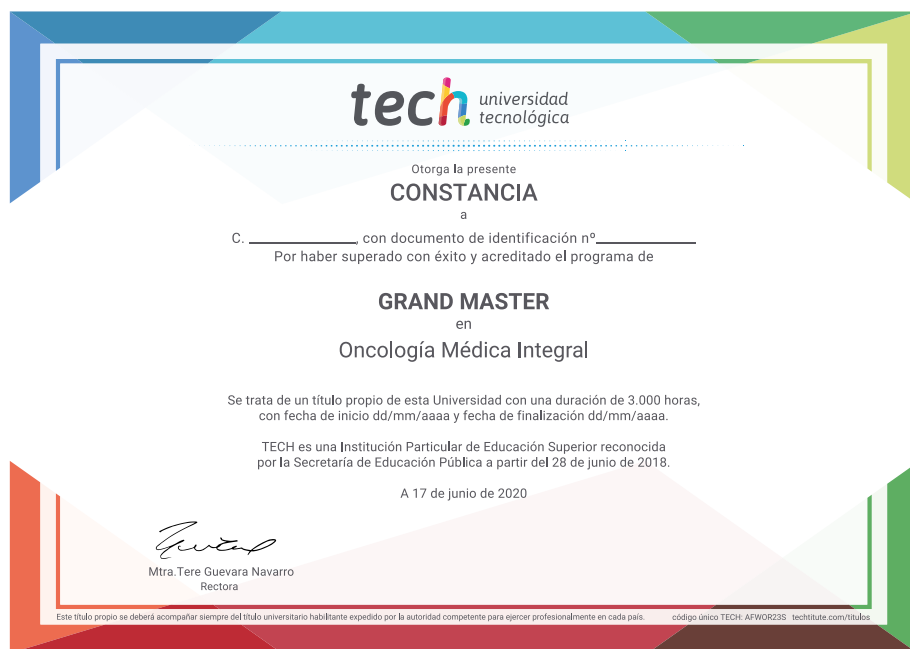 tech universidad
tecnológica
Otorga la presente
CONSTANCIA
a
C. ____________, con documento de identificación nº____________
Por haber superado con éxito y acreditado el programa de
GRAND MASTER
en
Oncología Médica Integral
Se trata de un título propio de esta Universidad con una duración de 3.000 horas,
con fecha de inicio dd/mm/aaaa y fecha de finalización dd/mm/aaaa.
TECH es una Institución Particular de Educación Superior reconocida
por la Secretaría de Educación Pública a partir del 28 de junio de 2018.
A 17 de junio de 2020
Mtra.Tere Guevara Navarro
Rectora
Este título propio se deberá acompañar siempre del título universitario habilitante expedido por la autoridad competente para ejercer profesionalmente en cada país. código único TECH: AFWOR23S techtitute.com/titulos